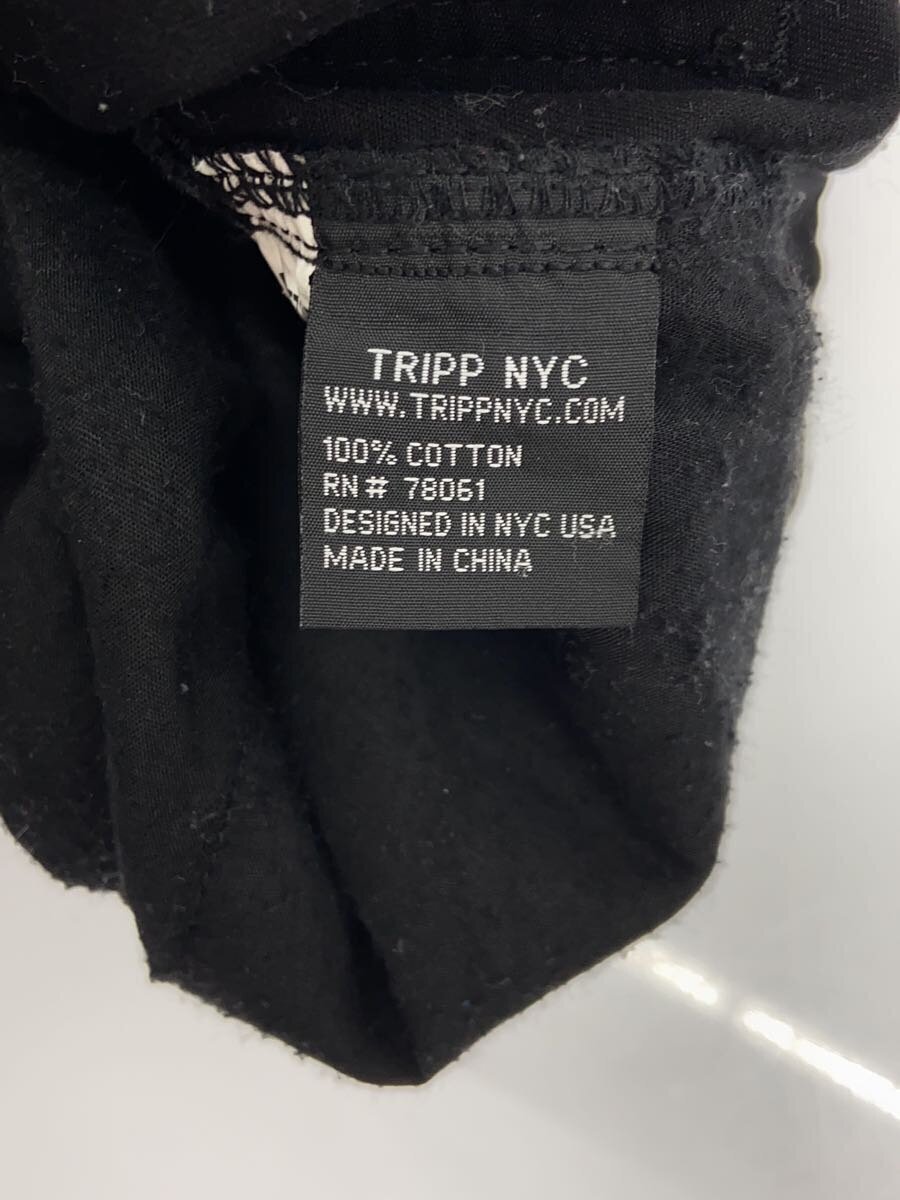 TRIPP NYC
WWW.TRIPPNYC.COM
100% COTTON
RN# 78061
DESIGNED IN NYC USA
MADE IN CHINA